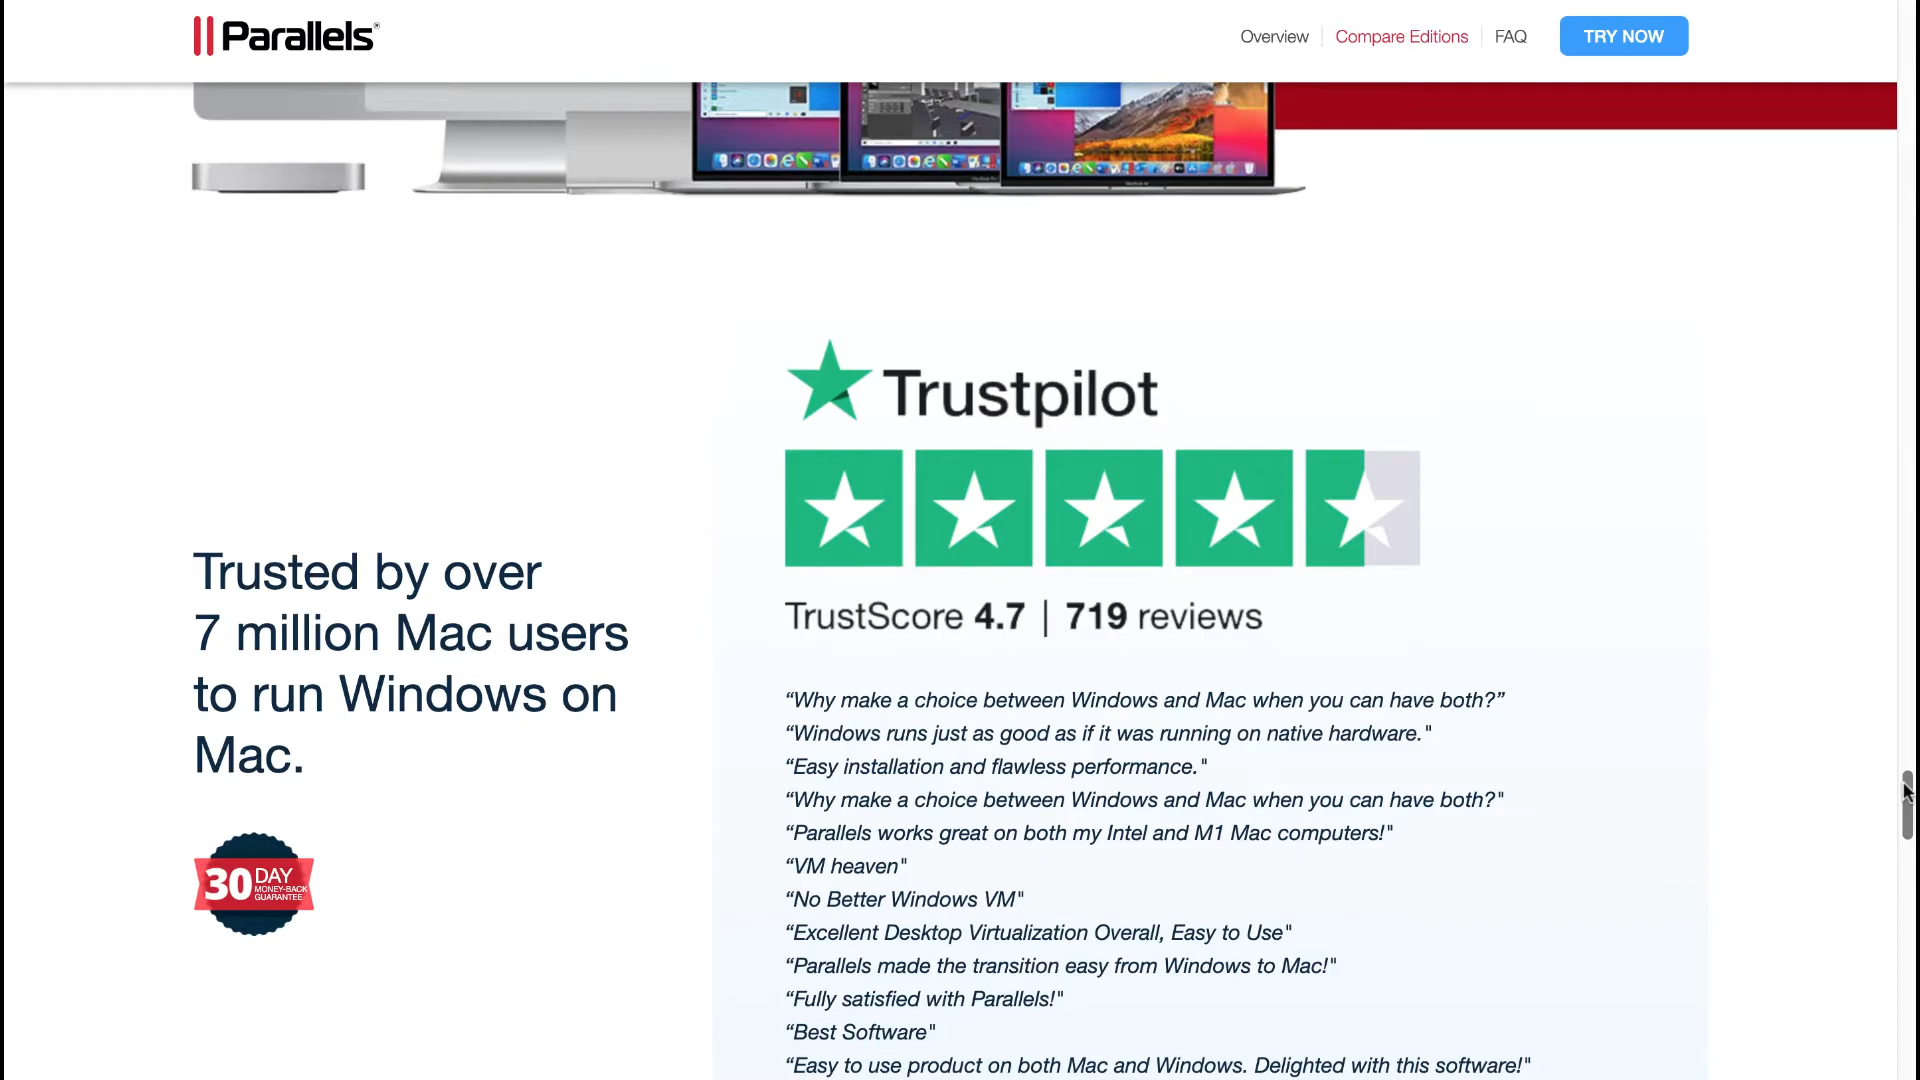 Parallels®
Overview
Compare Editions
FAQ
TRY NOW
Trustpilot
TrustScore 4.7 | 719 reviews
Trusted by over
7 million Mac users
to run Windows on
Mac.
30 DAY
MONEY-BACK
GUARANTEE
“Why make a choice between Windows and Mac when you can have both?”
“Windows runs just as good as if it was running on native hardware."
“Easy installation and flawless performance."
“Why make a choice between Windows and Mac when you can have both?"
“Parallels works great on both my Intel and M1 Mac computers!"
“VM heaven"
“No Better Windows VM"
“Excellent Desktop Virtualization Overall, Easy to Use"
“Parallels made the transition easy from Windows to Mac!"
“Fully satisfied with Parallels!"
“Best Software"
“Easy to use product on both Mac and Windows. Delighted with this software!"